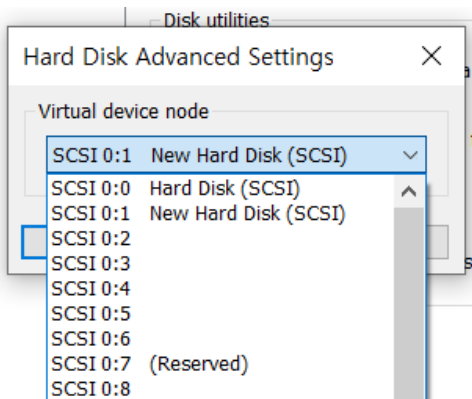 Disk utilities
Hard Disk Advanced Settings
Virtual device node
SCSI 0:1 New Hard Disk (SCSI)
SCSI 0:0 Hard Disk (SCSI)
SCSI 0:1 New Hard Disk (SCSI)
SCSI 0:2
SCSI 0:3
SCSI 0:4
SCSI 0:5
SCSI 0:6
SCSI 0:7 (Reserved)
SCSI 0:8